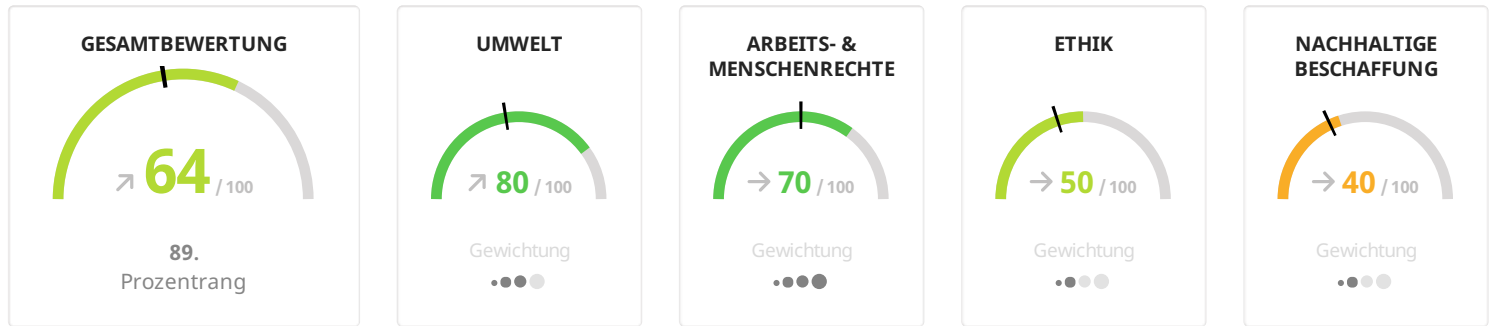 GESAMTBEWERTUNG
64 / 100
89.
Prozentrang
UMWELT
80 / 100
Gewichtung
ARBEITS- &
MENSCHENRECHTE
70 / 100
Gewichtung
ETHIK
50 / 100
Gewichtung
NACHHALTIGE
BESCHAFFUNG
40 / 100
Gewichtung